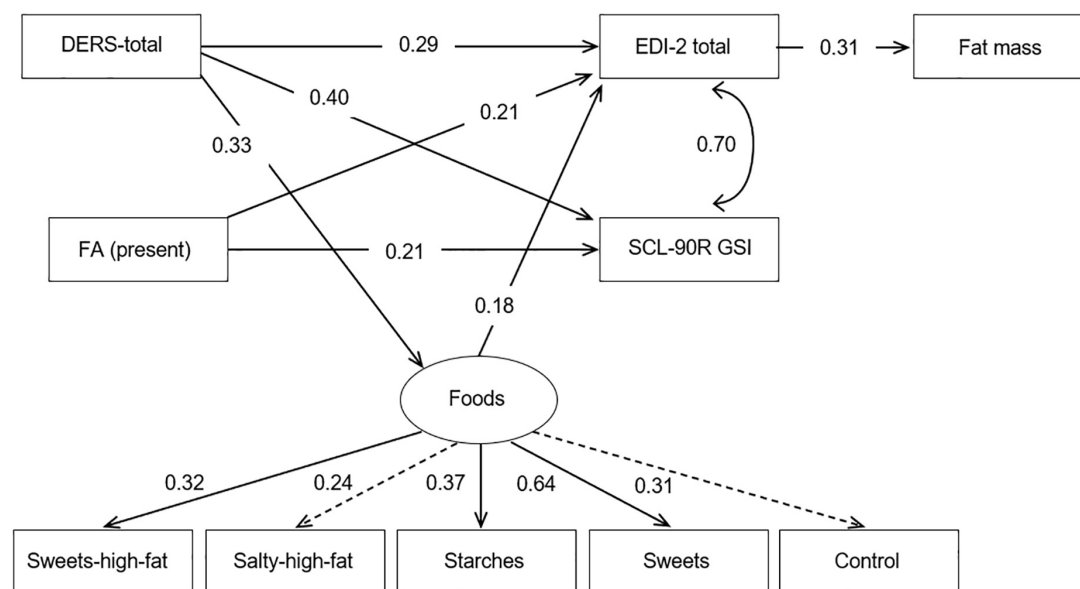 DERS-total
0.29
EDI-2 total
0.31
Fat mass
0.40
0.21
0.33
0.70
FA (present)
0.21
SCL-90R GSI
0.18
Foods
0.32
0.24
0.37
0.64
0.31
Sweets-high-fat
Salty-high-fat
Starches
Sweets
Control